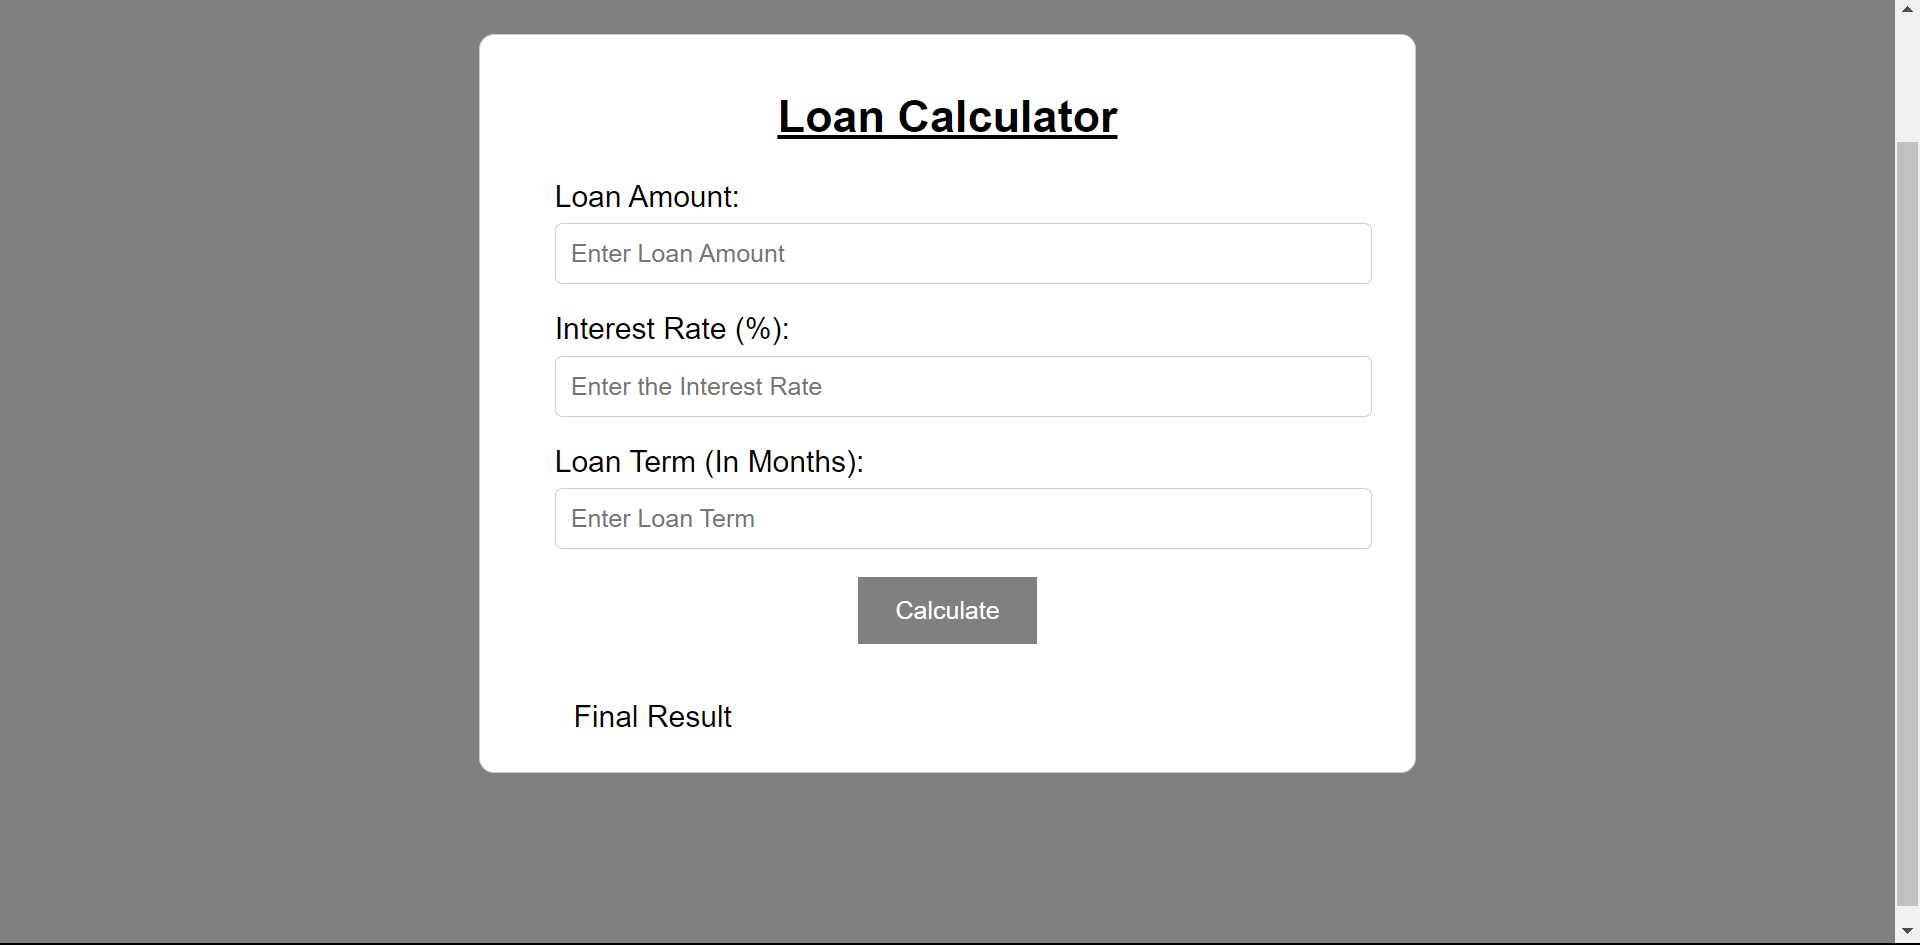 Loan Calculator
Loan Amount:
Enter Loan Amount
Interest Rate (%):
Enter the Interest Rate
Loan Term (In Months):
Enter Loan Term
Calculate
Final Result